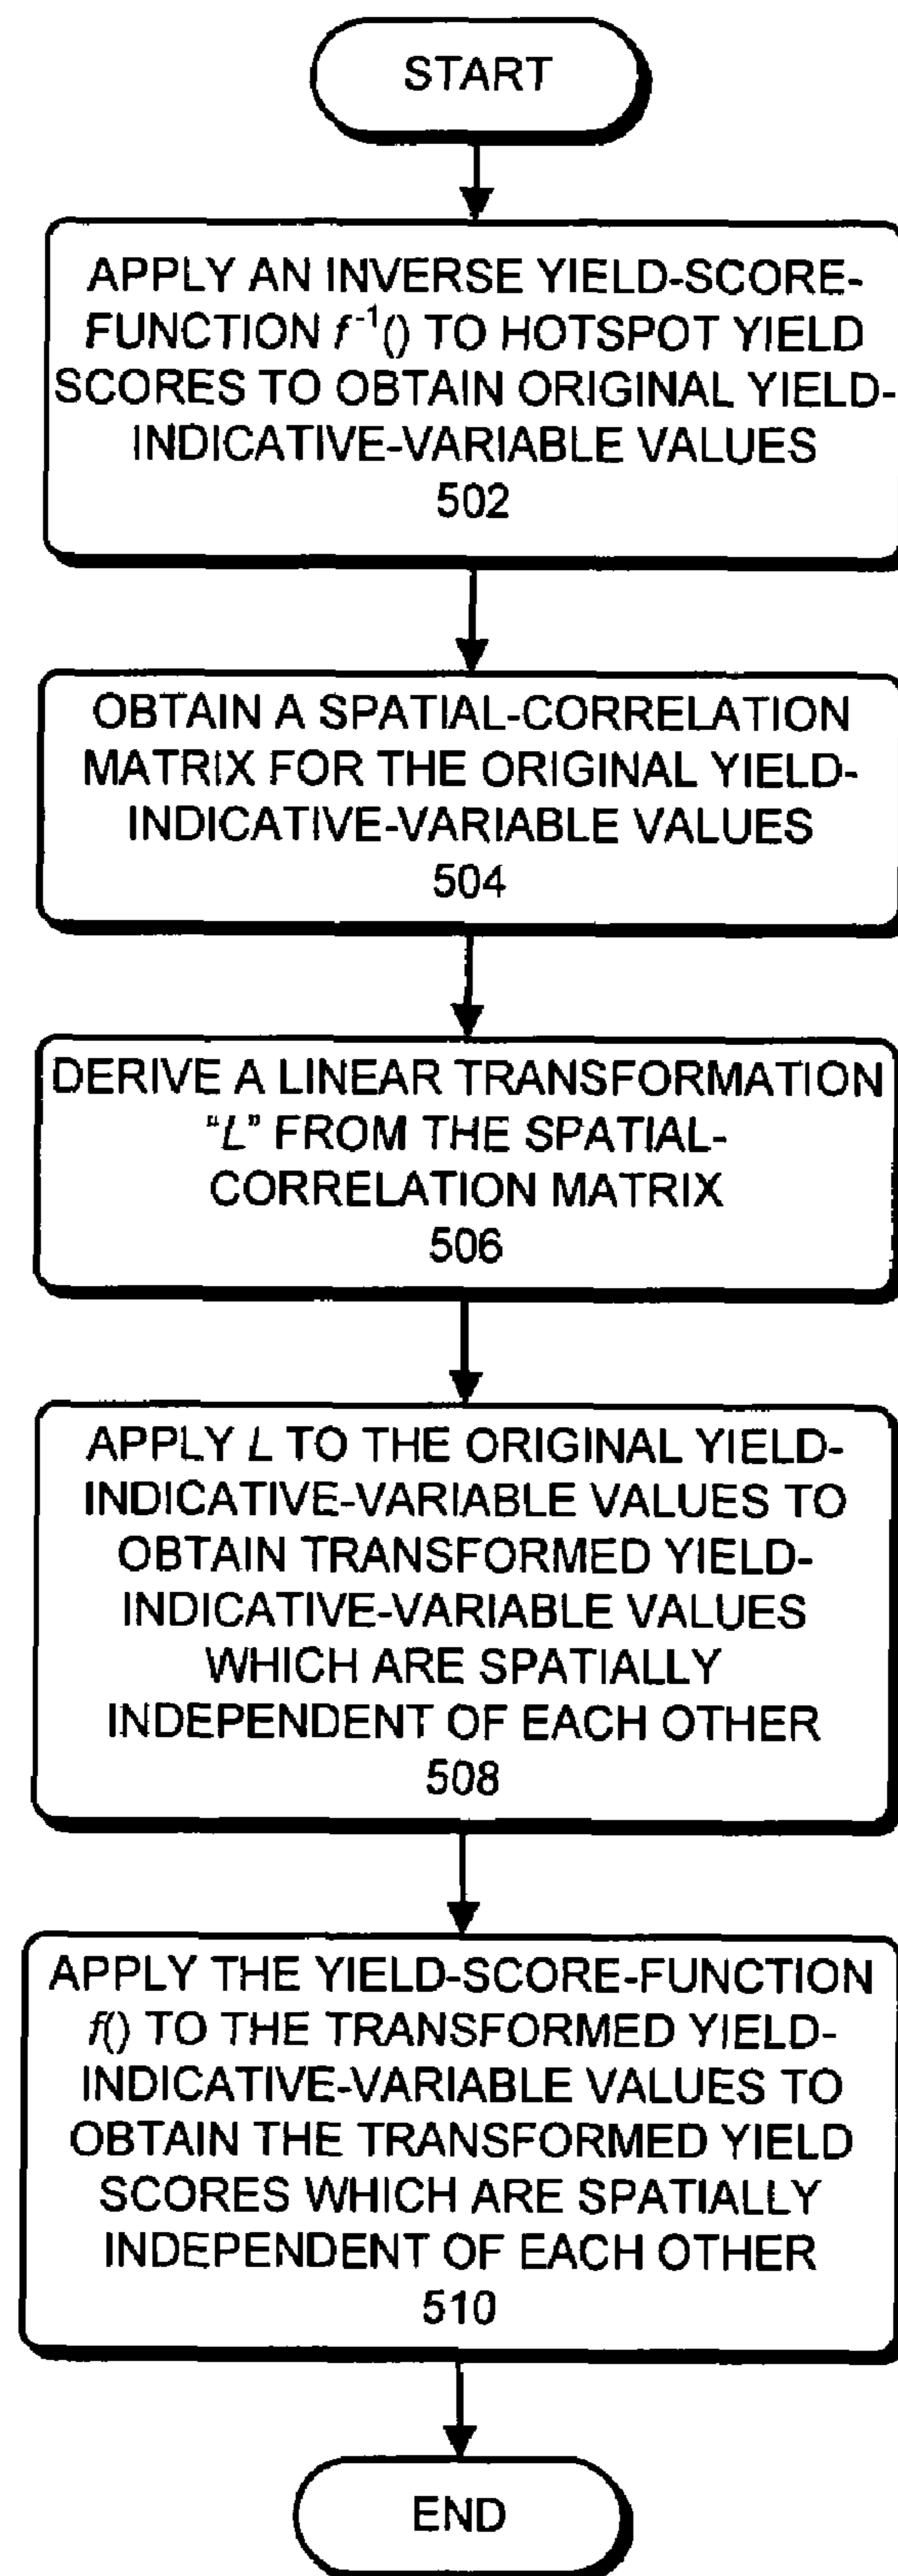 START
APPLY AN INVERSE YIELD-SCORE-
FUNCTION f⁻¹() TO HOTSPOT YIELD
SCORES TO OBTAIN ORIGINAL YIELD-
INDICATIVE-VARIABLE VALUES
502
OBTAIN A SPATIAL-CORRELATION
MATRIX FOR THE ORIGINAL YIELD-
INDICATIVE-VARIABLE VALUES
504
DERIVE A LINEAR TRANSFORMATION
"L" FROM THE SPATIAL-
CORRELATION MATRIX
506
APPLY L TO THE ORIGINAL YIELD-
INDICATIVE-VARIABLE VALUES TO
OBTAIN TRANSFORMED YIELD-
INDICATIVE-VARIABLE VALUES
WHICH ARE SPATIALLY
INDEPENDENT OF EACH OTHER
508
APPLY THE YIELD-SCORE-FUNCTION
f() TO THE TRANSFORMED YIELD-
INDICATIVE-VARIABLE VALUES TO
OBTAIN THE TRANSFORMED YIELD
SCORES WHICH ARE SPATIALLY
INDEPENDENT OF EACH OTHER
510
END